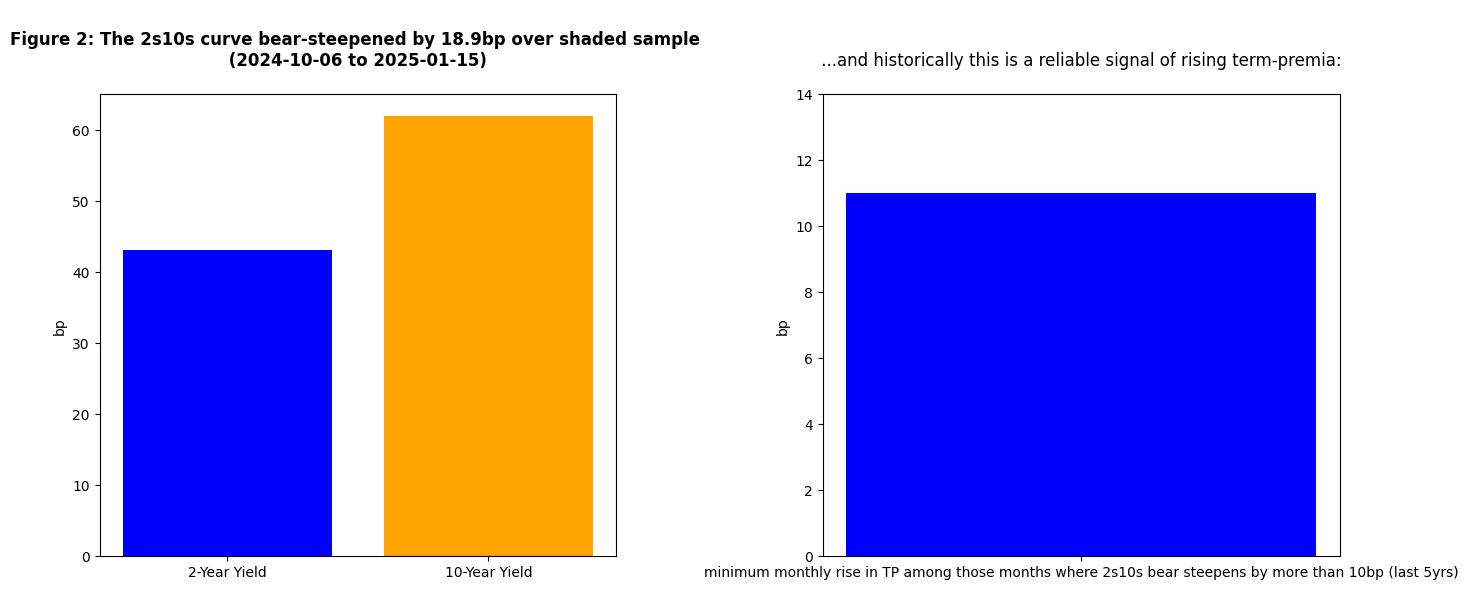 Figure 2: The 2s10s curve bear-steepened by 18.9bp over shaded sample
(2024-10-06 to 2025-01-15)
bp
60
50
40
30
20
10
0
2-Year Yield
10-Year Yield
...and historically this is a reliable signal of rising term-premia:
bp
14
12
10
8
6
4
2
0
minimum monthly rise in TP among those months where 2s10s bear steepens by more than 10bp (last 5yrs)